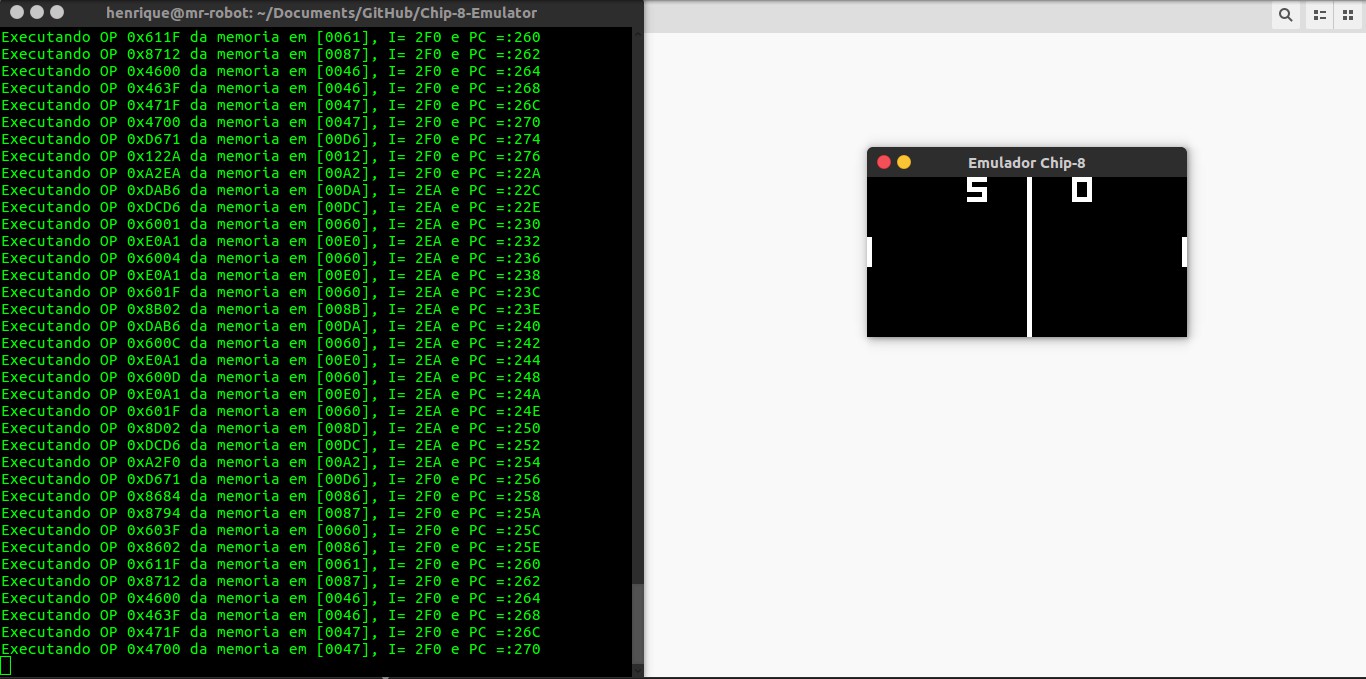 henrique@mr-robot: ~/Documents/GitHub/Chip-8-Emulator
Executando OP 0x611F da memoria em [0061], I= 2F0 e PC =:260
Executando OP 0x8712 da memoria em [0087], I= 2F0 e PC =:262
Executando OP 0x4600 da memoria em [0046], I= 2F0 e PC =:264
Executando OP 0x463F da memoria em [0046], I= 2F0 e PC =:268
Executando OP 0x471F da memoria em [0047], I= 2F0 e PC =:26C
Executando OP 0x4700 da memoria em [0047], I= 2F0 e PC =:270
Executando OP 0xD671 da memoria em [00D6], I= 2F0 e PC =:274
Executando OP 0x122A da memoria em [0012], I= 2F0 e PC =:276
Executando OP 0xA2EA da memoria em [00A2], I= 2F0 e PC =:22A
Executando OP 0xDAB6 da memoria em [00DA], I= 2EA e PC =:22C
Executando OP 0xDCD6 da memoria em [00DC], I= 2EA e PC =:22E
Executando OP 0x6001 da memoria em [0060], I= 2EA e PC =:230
Executando OP 0xE0A1 da memoria em [00E0], I= 2EA e PC =:232
Executando OP 0x6004 da memoria em [0060], I= 2EA e PC =:236
Executando OP 0xE0A1 da memoria em [00E0], I= 2EA e PC =:238
Executando OP 0x601F da memoria em [0060], I= 2EA e PC =:23C
Executando OP 0x8B02 da memoria em [008B], I= 2EA e PC =:23E
Executando OP 0xDAB6 da memoria em [00DA], I= 2EA e PC =:240
Executando OP 0x600C da memoria em [0060], I= 2EA e PC =:242
Executando OP 0xE0A1 da memoria em [00E0], I= 2EA e PC =:244
Executando OP 0x600D da memoria em [0060], I= 2EA e PC =:248
Executando OP 0xE0A1 da memoria em [00E0], I= 2EA e PC =:24A
Executando OP 0x601F da memoria em [0060], I= 2EA e PC =:24E
Executando OP 0x8D02 da memoria em [008D], I= 2EA e PC =:250
Executando OP 0xDCD6 da memoria em [00DC], I= 2EA e PC =:252
Executando OP 0xA2F0 da memoria em [00A2], I= 2EA e PC =:254
Executando OP 0xD671 da memoria em [00D6], I= 2F0 e PC =:256
Executando OP 0x8684 da memoria em [0086], I= 2F0 e PC =:258
Executando OP 0x8794 da memoria em [0087], I= 2F0 e PC =:25A
Executando OP 0x603F da memoria em [0060], I= 2F0 e PC =:25C
Executando OP 0x8602 da memoria em [0086], I= 2F0 e PC =:25E
Executando OP 0x611F da memoria em [0061], I= 2F0 e PC =:260
Executando OP 0x8712 da memoria em [0087], I= 2F0 e PC =:262
Executando OP 0x4600 da memoria em [0046], I= 2F0 e PC =:264
Executando OP 0x463F da memoria em [0046], I= 2F0 e PC =:268
Executando OP 0x471F da memoria em [0047], I= 2F0 e PC =:26C
Executando OP 0x4700 da memoria em [0047], I= 2F0 e PC =:270
Emulador Chip-8
5 0